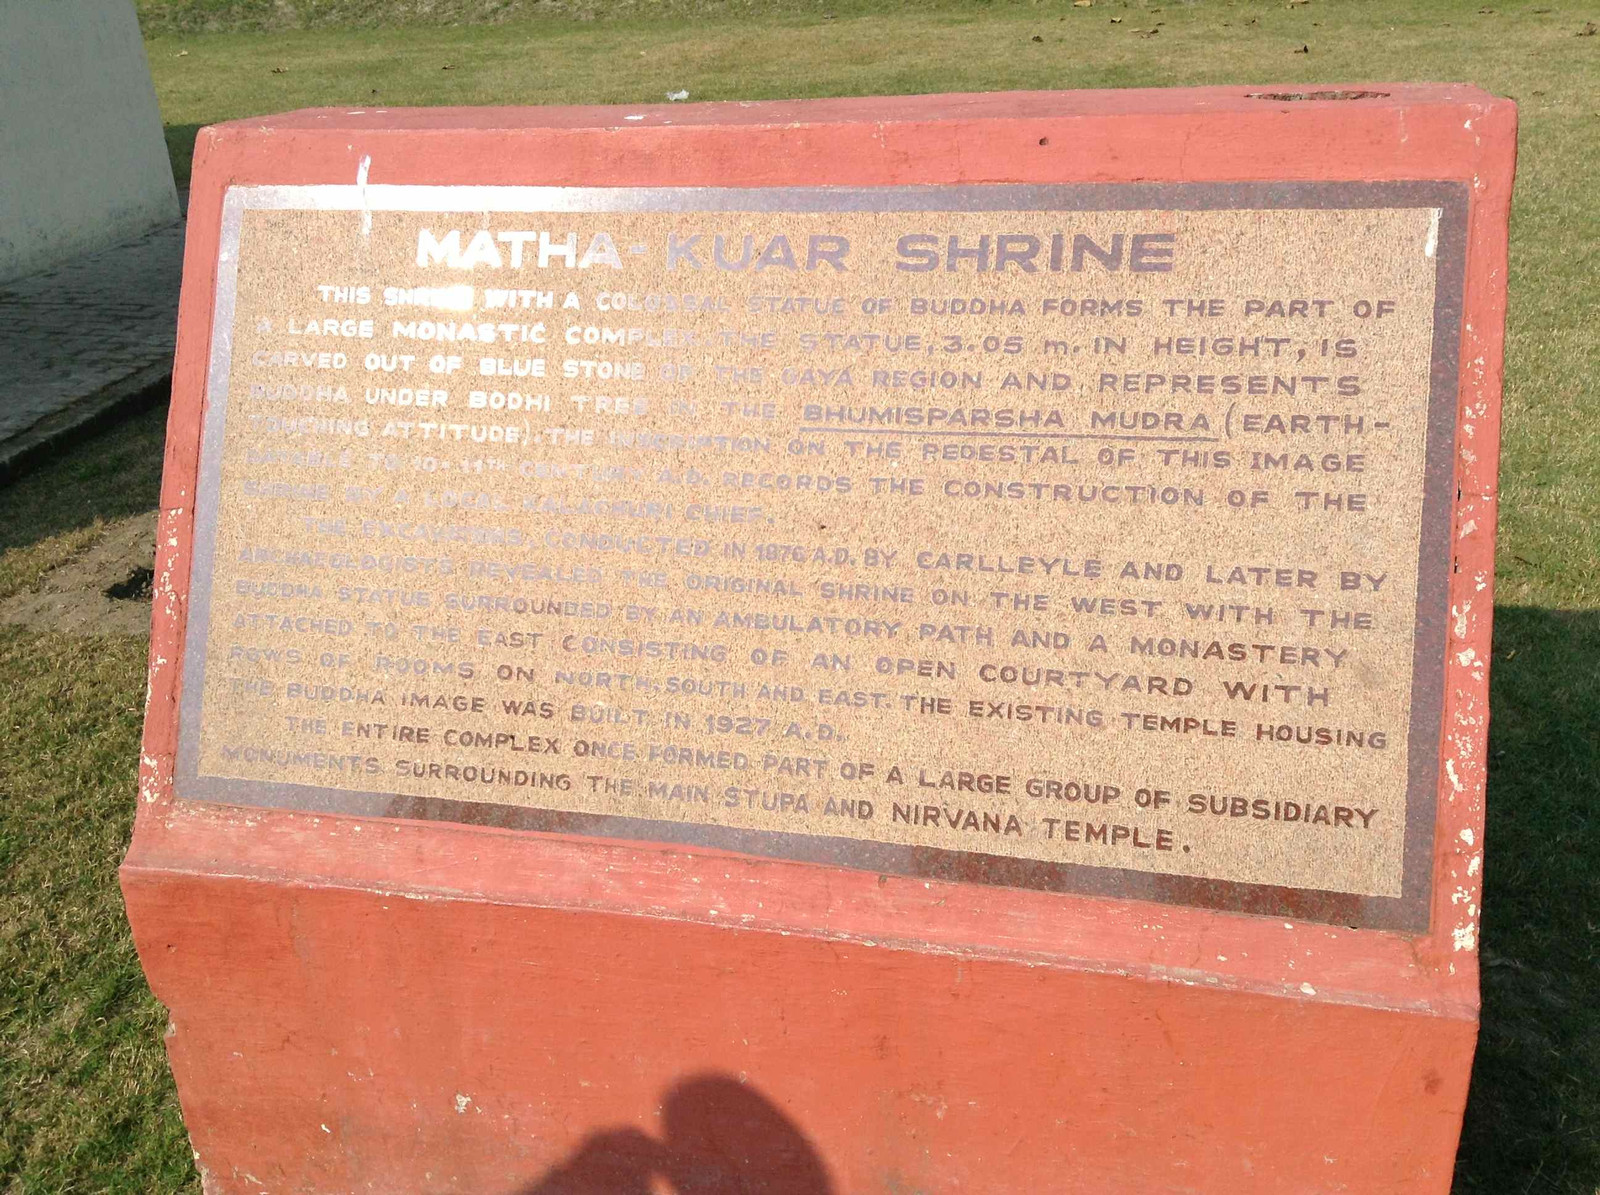 MATHA-KUAR SHRINE
THIS SHRINE WITH A COLOSSAL STATUE OF BUDDHA FORMS THE PART OF
A LARGE MONASTIC COMPLEX. THE STATUE, 3.05 m. IN HEIGHT, IS
CARVED OUT OF BLUE STONE OF THE GAYA REGION AND REPRESENTS
BUDDHA UNDER BODHI TREE IN THE BHUMISPARSHA MUDRA (EARTH-
TOUCHING ATTITUDE). THE INSCRIPTION ON THE PEDESTAL OF THIS IMAGE
DATABLE TO 10-11TH CENTURY A.D. RECORDS THE CONSTRUCTION OF THE
SHRINE BY A LOCAL KALACHURI CHIEF.
THE EXCAVATIONS, CONDUCTED IN 1876 A.D. BY CARLLEYLE AND LATER BY
ARCHAEOLOGISTS REVEALED THE ORIGINAL SHRINE ON THE WEST WITH THE
BUDDHA STATUE SURROUNDED BY AN AMBULATORY PATH AND A MONASTERY
ATTACHED TO THE EAST CONSISTING OF AN OPEN COURTYARD WITH
ROWS OF ROOMS ON NORTH, SOUTH AND EAST. THE EXISTING TEMPLE HOUSING
THE BUDDHA IMAGE WAS BUILT IN 1927 A.D..
THE ENTIRE COMPLEX ONCE FORMED PART OF A LARGE GROUP OF SUBSIDIARY
MONUMENTS SURROUNDING THE MAIN STUPA AND NIRVANA TEMPLE.